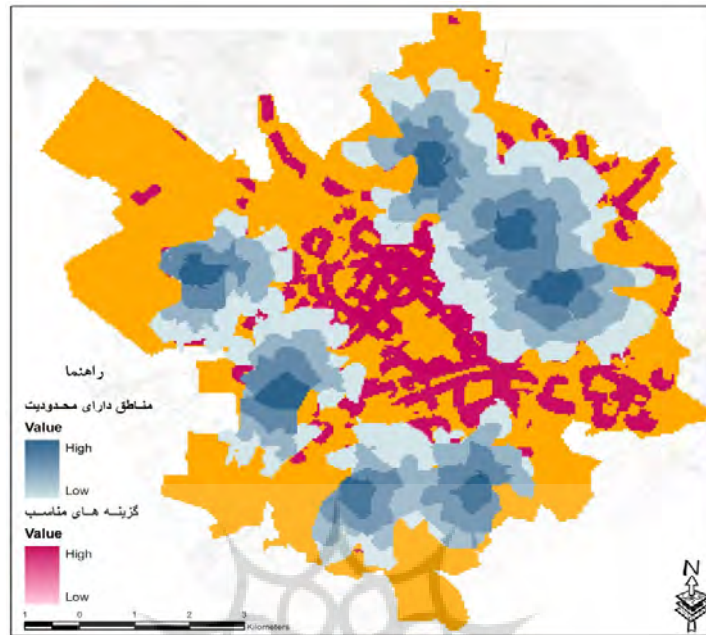 راهنما
مناطق دارای محدودیت
Value
High
Low
گزینه های مناسب
Value
High
Low
N
1 0 1 2 3
Kilometers